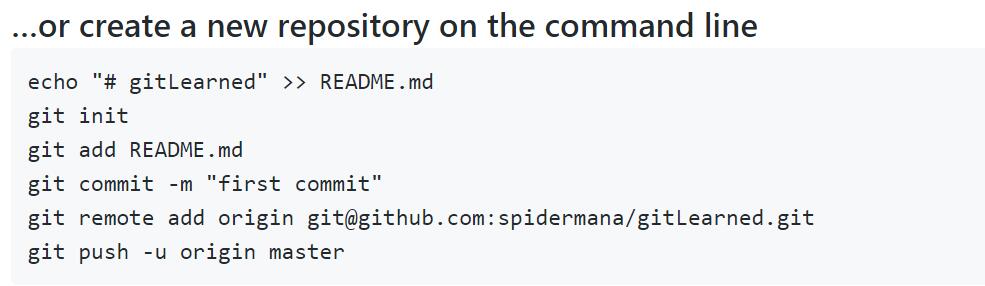 ...or create a new repository on the command line
echo "# gitLearned" >> README.md
git init
git add README.md
git commit -m "first commit"
git remote add origin git@github.com:spidermana/gitLearned.git
git push -u origin master